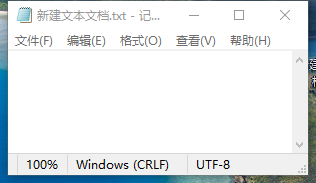 新建文本文档.txt - 记...
文件(F) 编辑(E) 格式(O) 查看(V) 帮助(H)
100% Windows (CRLF) UTF-8